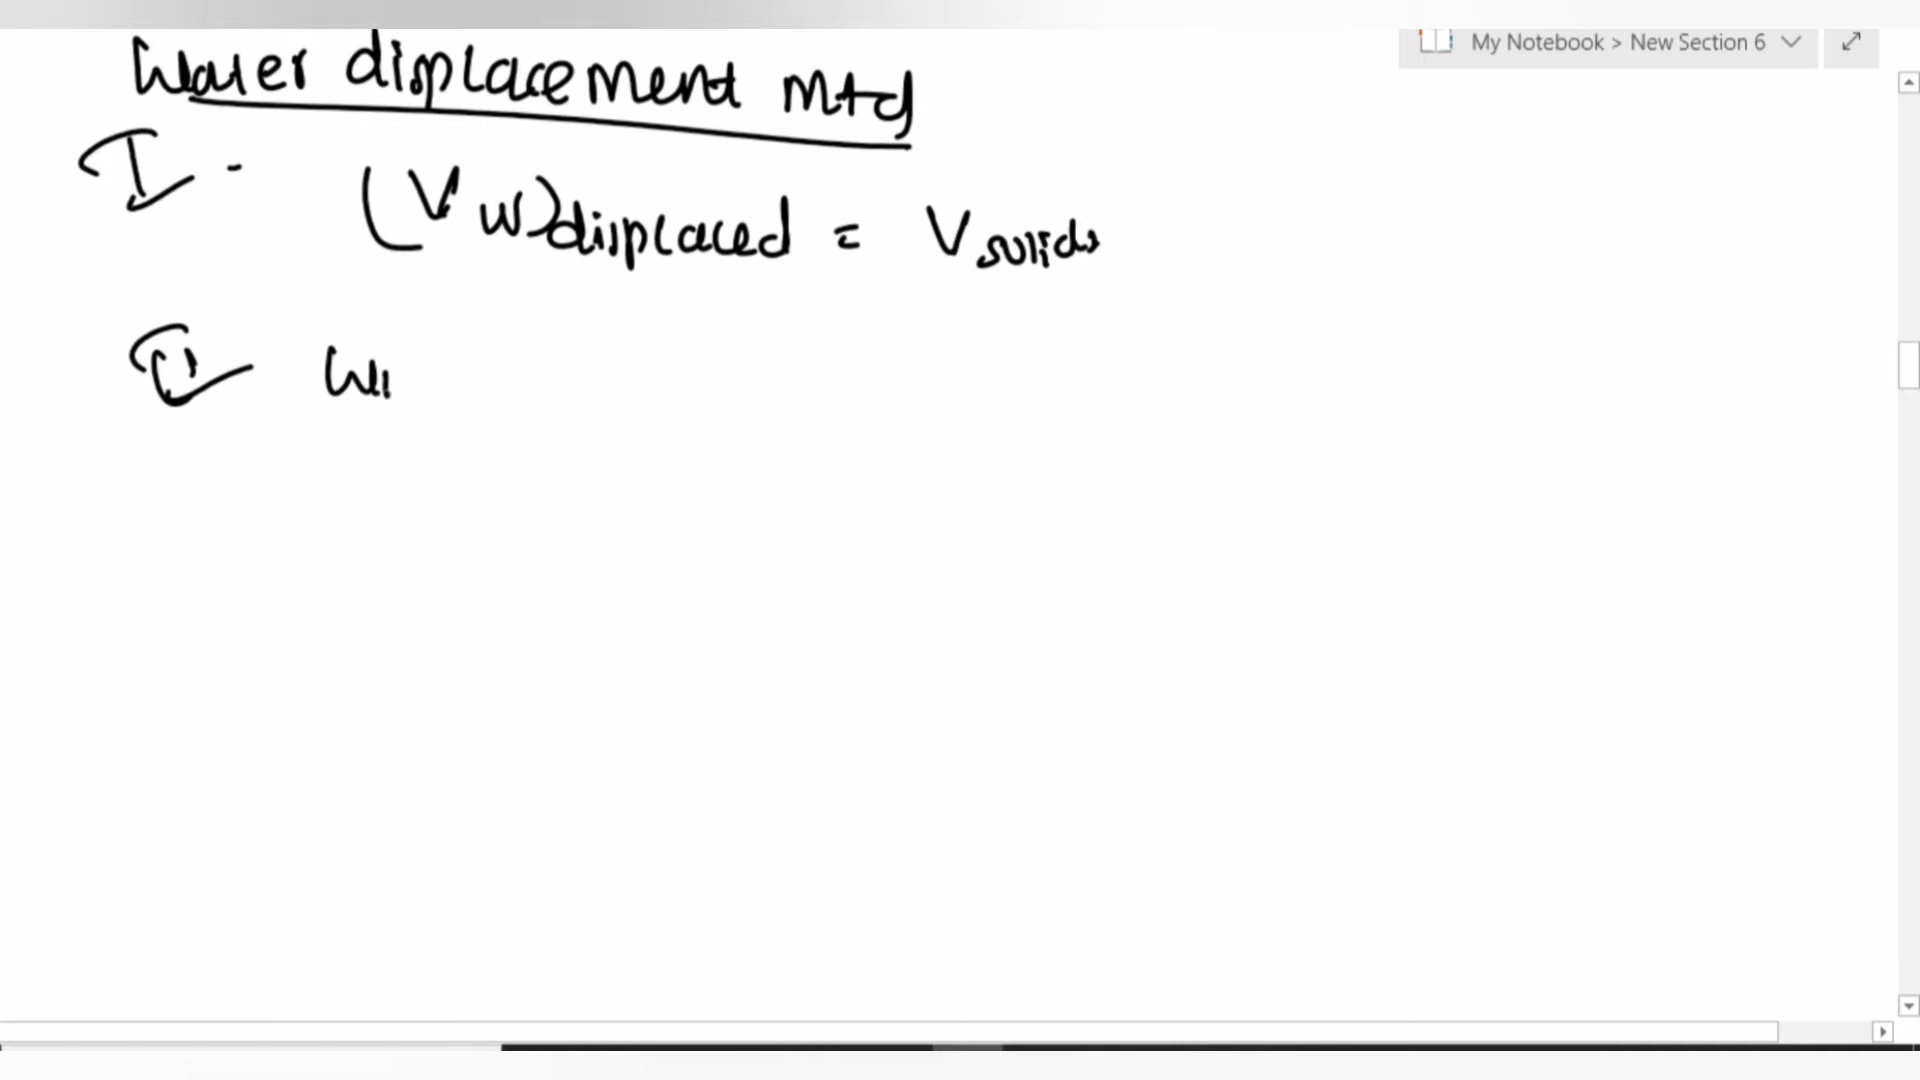 My Notebook > New Section 6
Water displacement mtd
I - (Vw)displaced = Vsolids
II